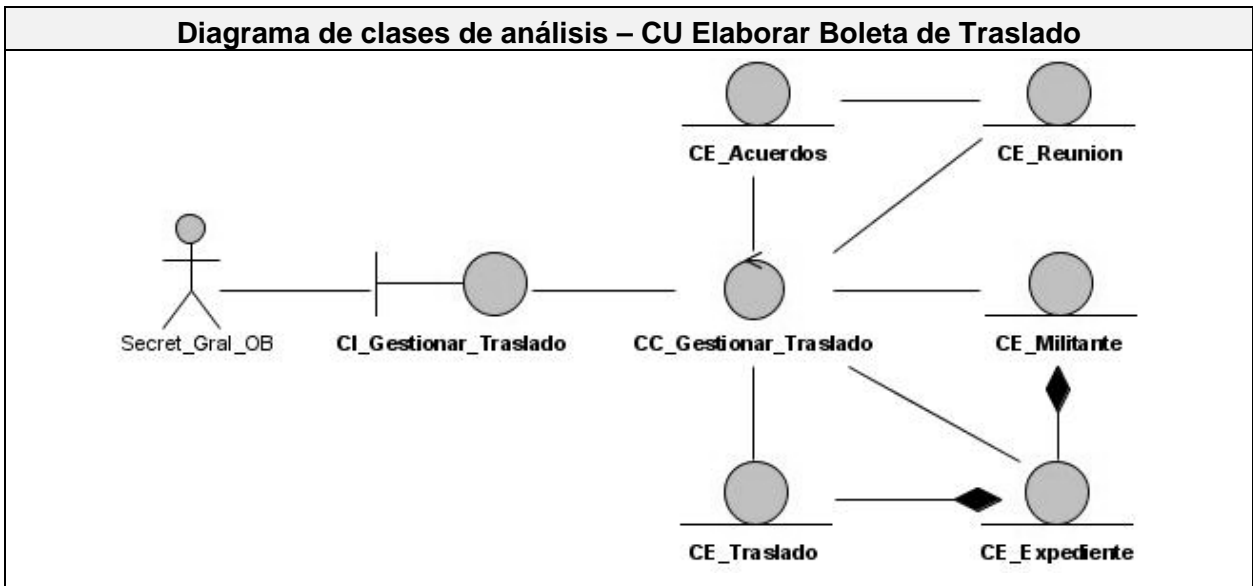 Diagrama de clases de análisis – CU Elaborar Boleta de Traslado
CE_Acuerdos
CE_Reunion
Secret_Gral_OB
CI_Gestionar_Traslado
CC_Gestionar_Traslado
CE_Militante
CE_Traslado
CE_Expediente